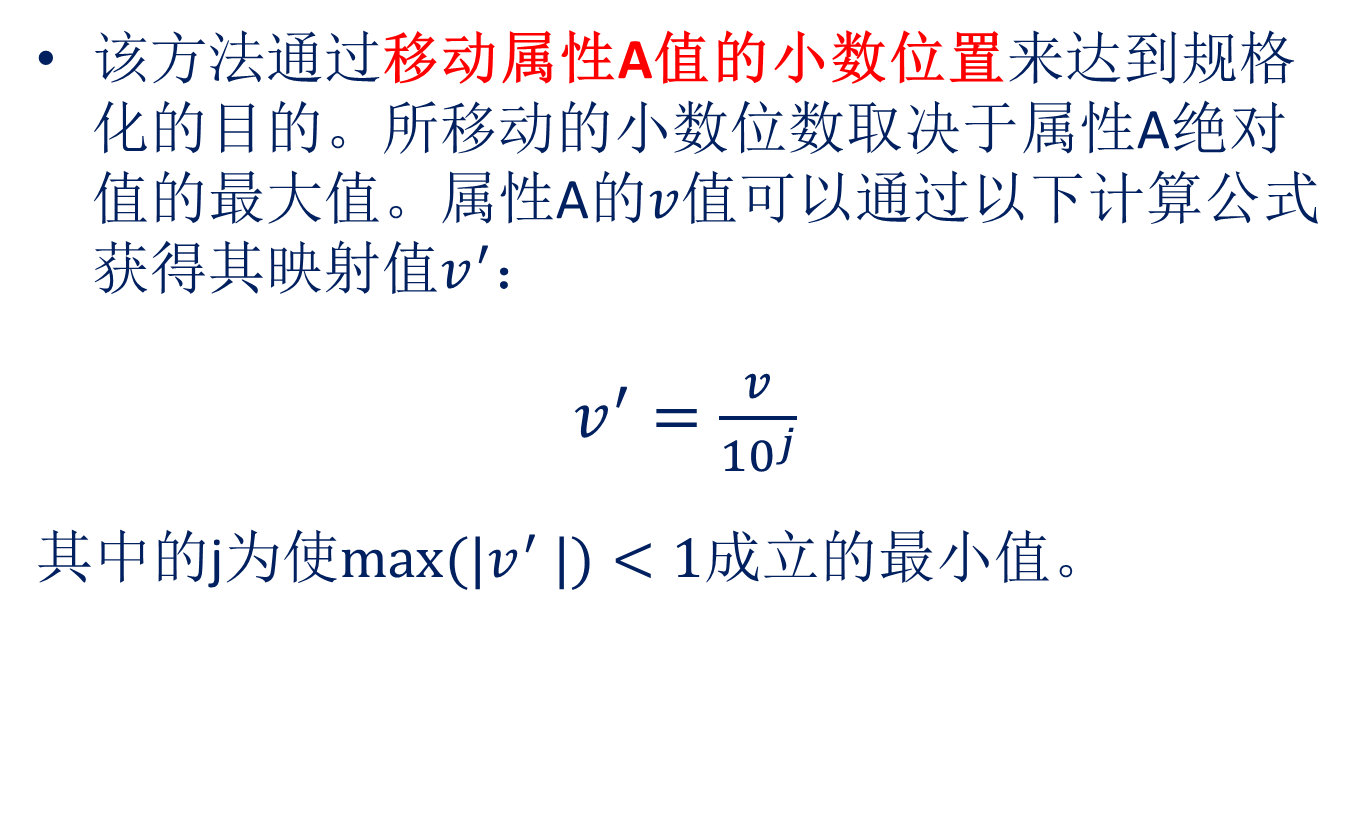 • 该方法通过移动属性A值的小数位置来达到规格
化的目的。所移动的小数位数取决于属性A绝对
值的最大值。属性A的𝑣值可以通过以下计算公式
获得其映射值𝑣′：
𝑣′ = 𝑣/10^𝑗
其中的j为使max(|𝑣′ |) < 1成立的最小值。